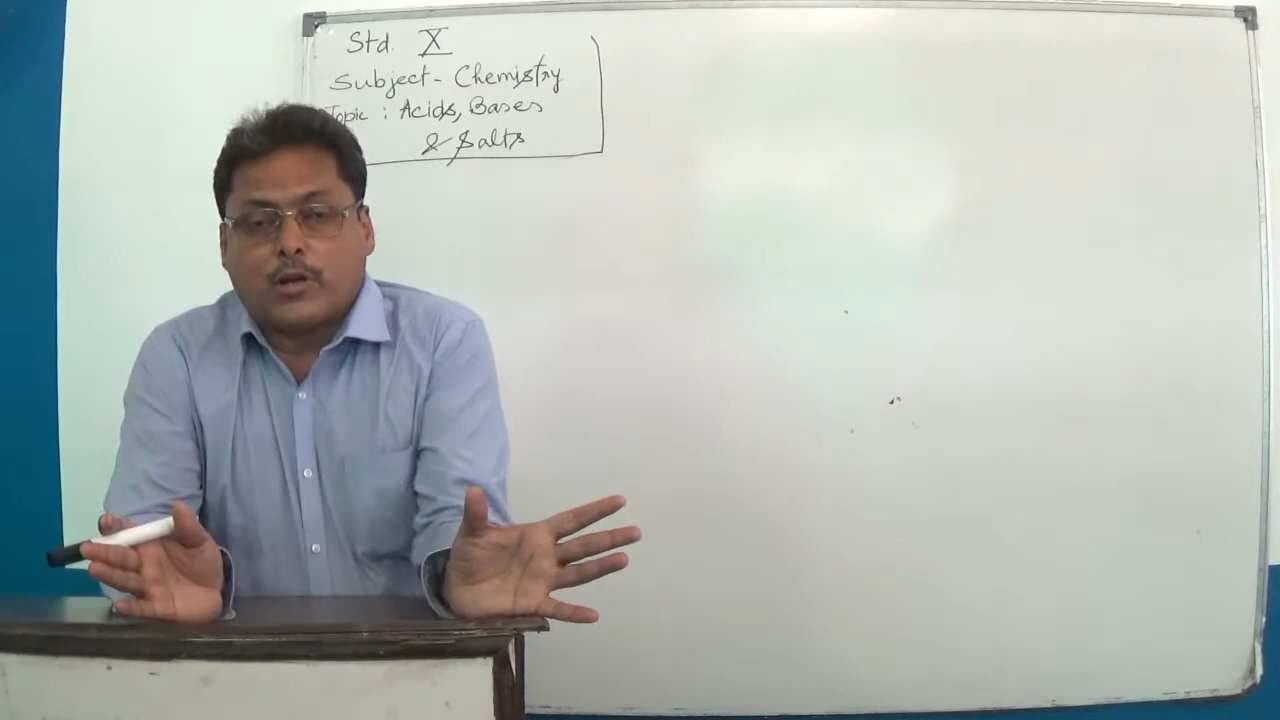 Std. X
Subject - Chemistry
Topic : Acids, Bases
& Salts